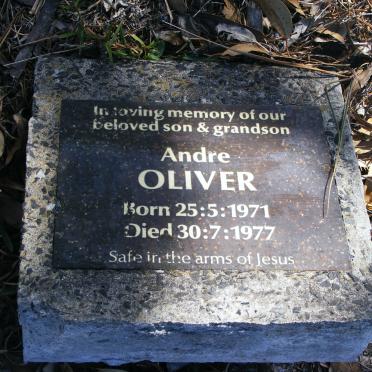 In loving memory of our
beloved son & grandson
Andre
OLIVER
Born 25:5:1971
Died 30:7:1977
Safe in the arms of Jesus